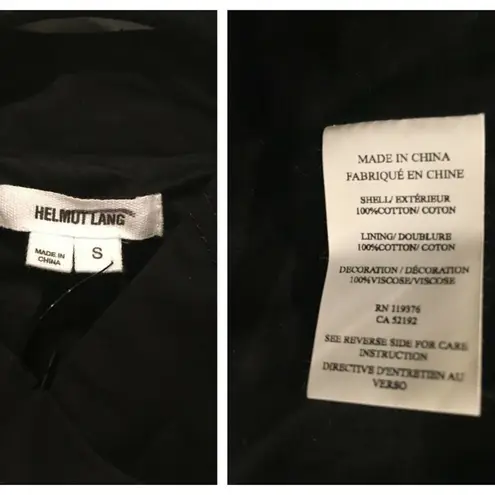 HELMUT LANG
MADE IN
CHINA
S
MADE IN CHINA
FABRIQUÉ EN CHINE
SHELL/ EXTÉRIEUR
100%COTTON/ COTON
LINING/ DOUBLURE
100%COTTON/ COTON
DECORATION / DÉCORATION
100%VISCOSE/VISCOSE
RN 119376
CA 52192
SEE REVERSE SIDE FOR CARE
INSTRUCTION
DIRECTIVE D'ENTRETIEN AU
VERSO